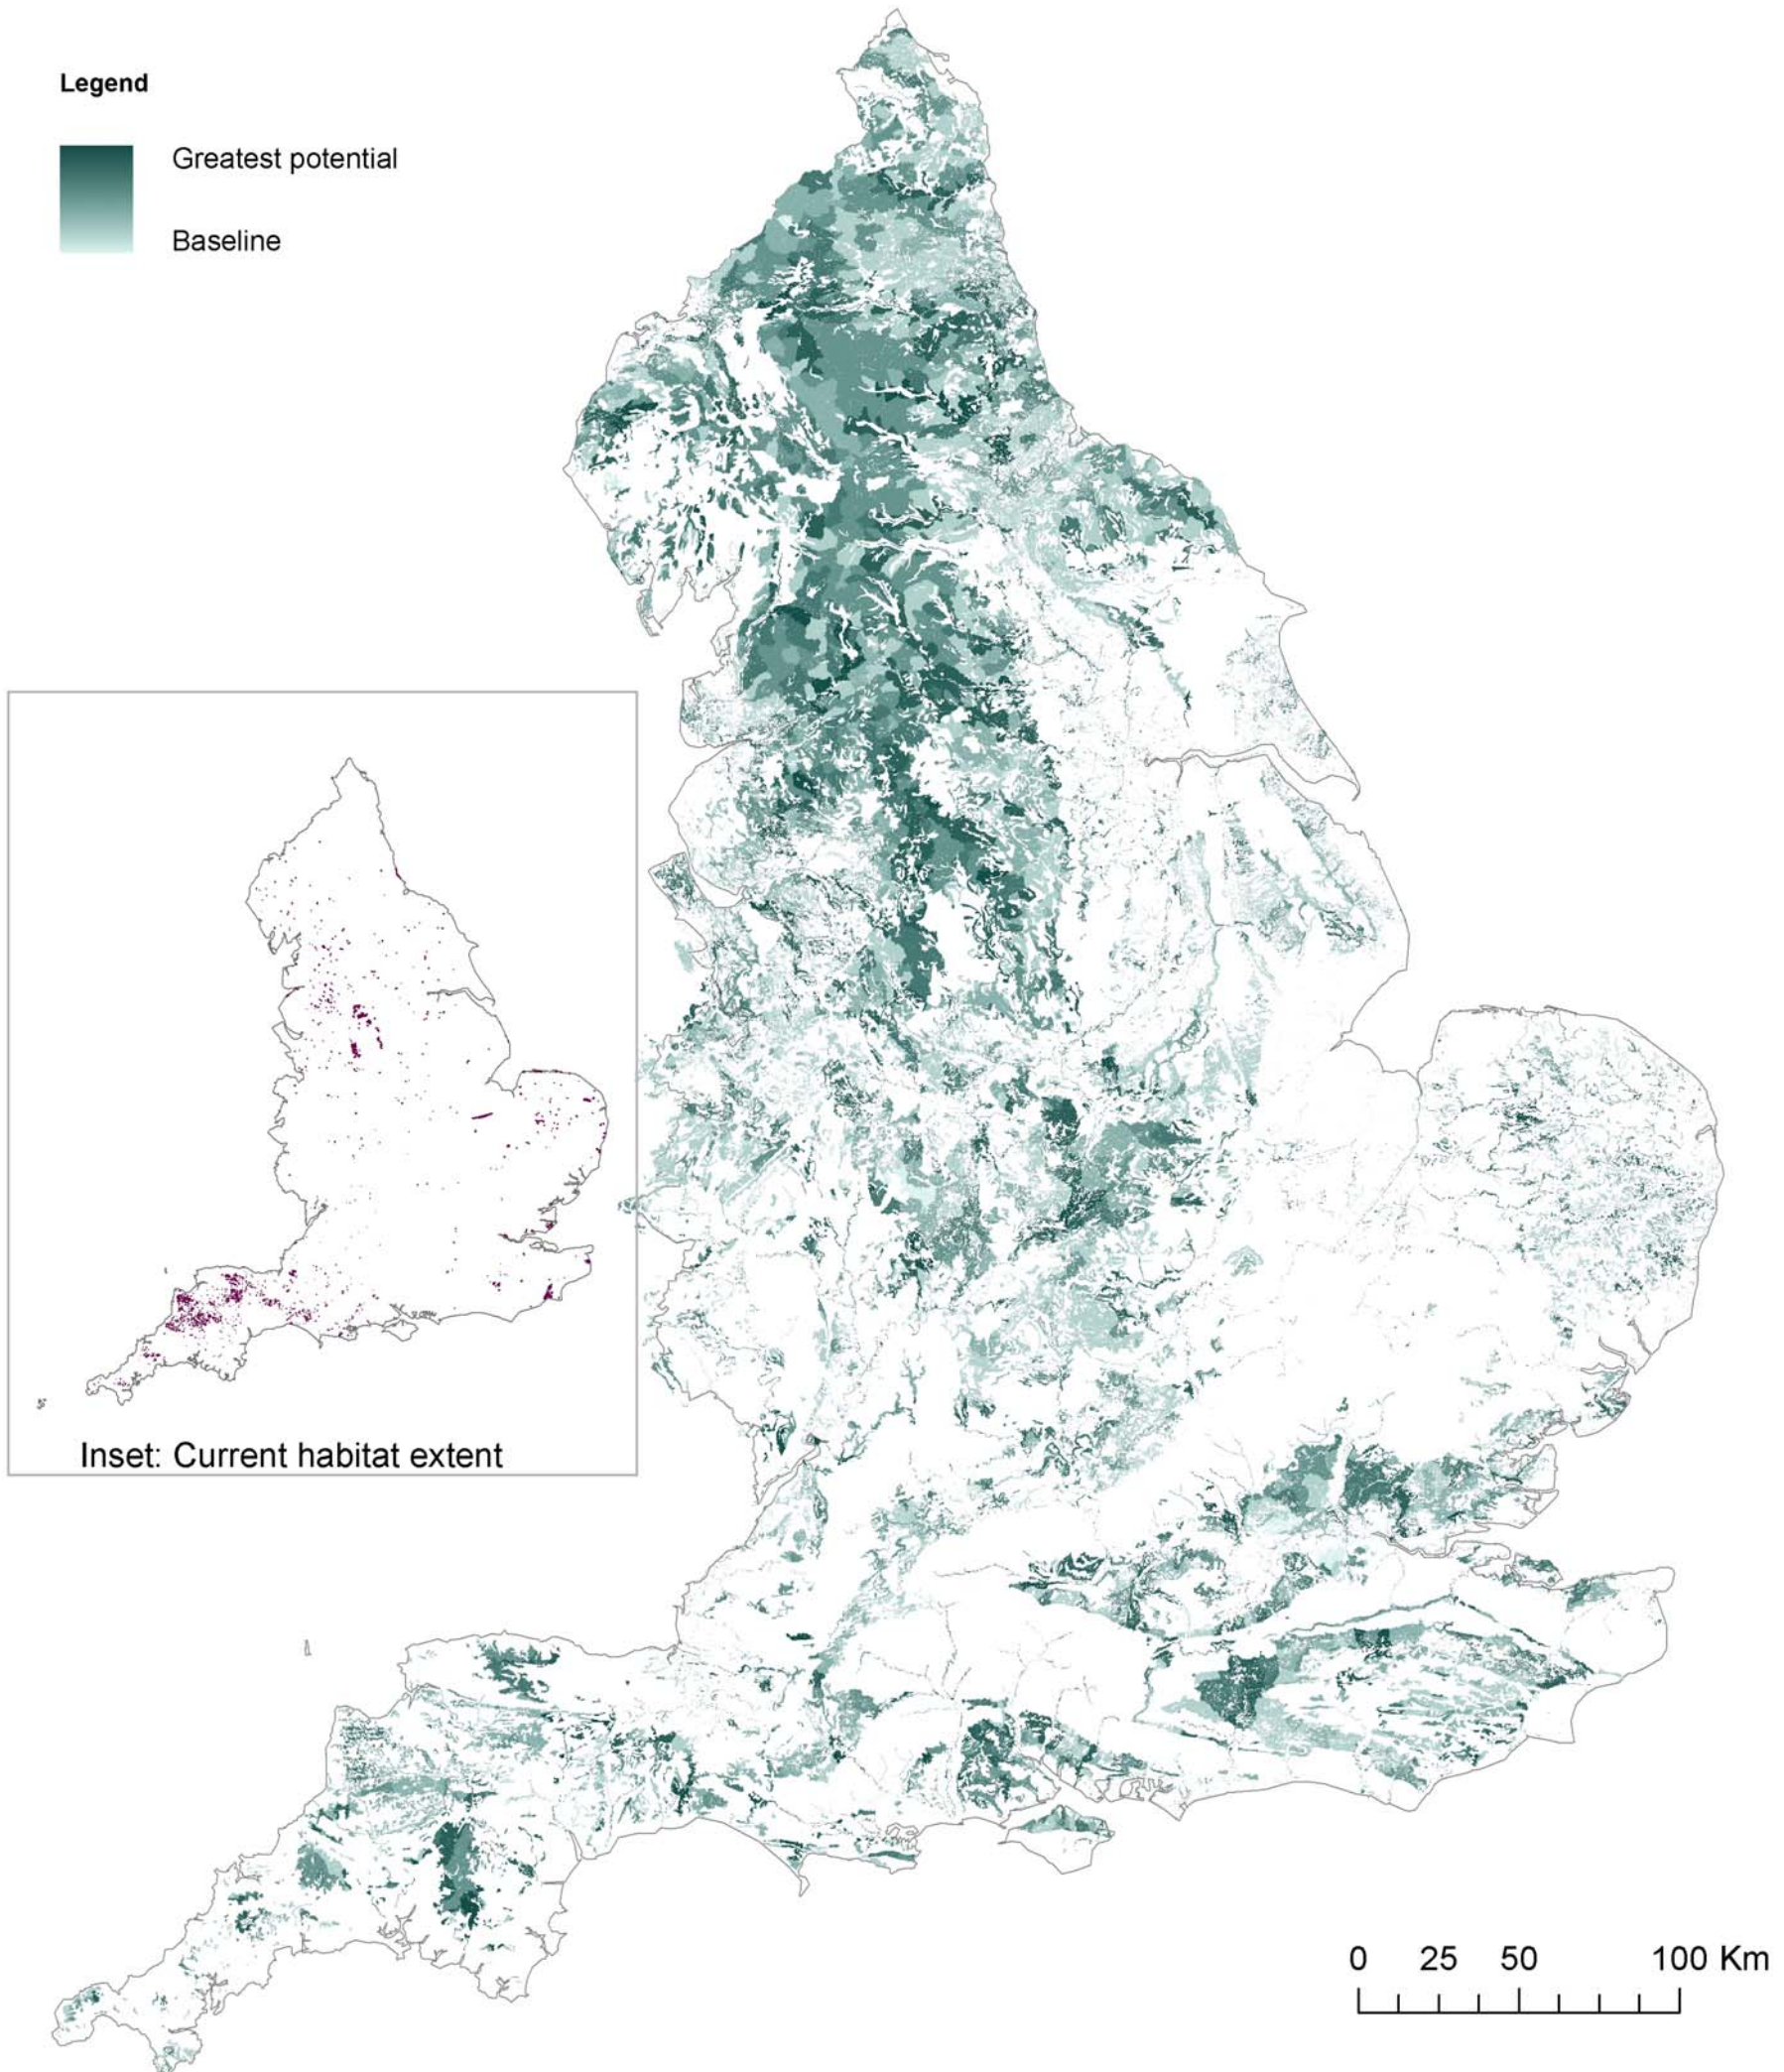 Legend
Greatest potential
Baseline
Inset: Current habitat extent
0 25 50 100 Km